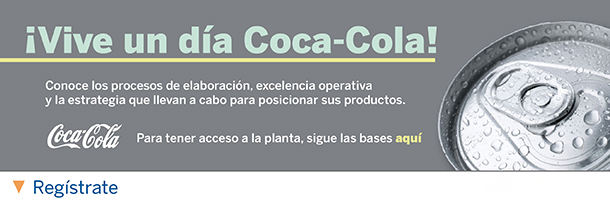 ¡Vive un día Coca-Cola!
Conoce los procesos de elaboración, excelencia operativa
y la estrategia que llevan a cabo para posicionar sus productos.
Coca-Cola Para tener acceso a la planta, sigue las bases aquí
Regístrate